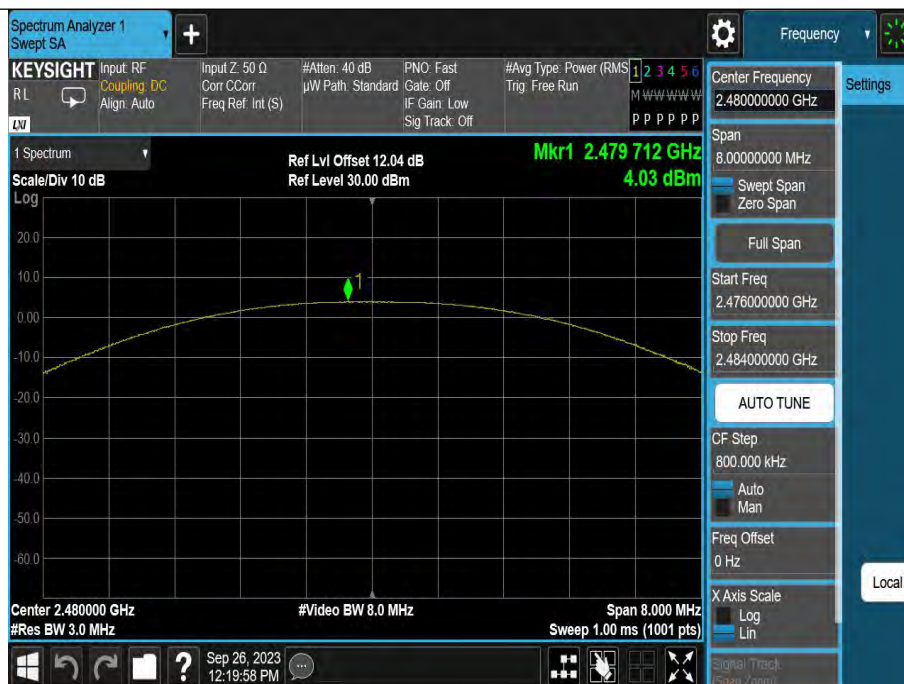 Spectrum Analyzer 1
Swept SA
Frequency
KEYSIGHT
R L
LXI
Input: RF
Coupling: DC
Align: Auto
Input Z: 50 Ω
Corr CCorr
Freq Ref: Int (S)
#Atten: 40 dB
µW Path: Standard
PNO: Fast
Gate: Off
IF Gain: Low
Sig Track: Off
#Avg Type: Power (RMS
Trig: Free Run
1 2 3 4 5 6
M W W W W W
P P P P P P
Center Frequency
2.480000000 GHz
Settings
Span
8.00000000 MHz
Swept Span
Zero Span
Full Span
Start Freq
2.476000000 GHz
Stop Freq
2.484000000 GHz
AUTO TUNE
CF Step
800.000 kHz
Auto
Man
Freq Offset
0 Hz
X Axis Scale
Log
Lin
Signal Track
(Span Zoom)
Local
1 Spectrum
Scale/Div 10 dB
Ref Lvl Offset 12.04 dB
Ref Level 30.00 dBm
Mkr1 2.479 712 GHz
4.03 dBm
Log
20.0
10.0
0.00
-10.0
-20.0
-30.0
-40.0
-50.0
-60.0
1
Center 2.480000 GHz
#Video BW 8.0 MHz
Span 8.000 MHz
#Res BW 3.0 MHz
Sweep 1.00 ms (1001 pts)
Sep 26, 2023
12:19:58 PM